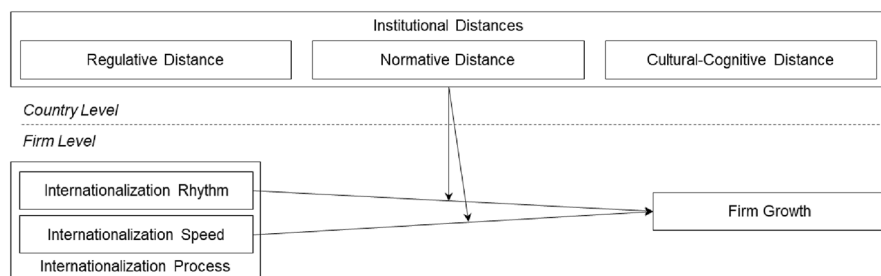 Institutional Distances
Regulative Distance
Normative Distance
Cultural-Cognitive Distance
Country Level
Firm Level
Internationalization Rhythm
Firm Growth
Internationalization Speed
Internationalization Process